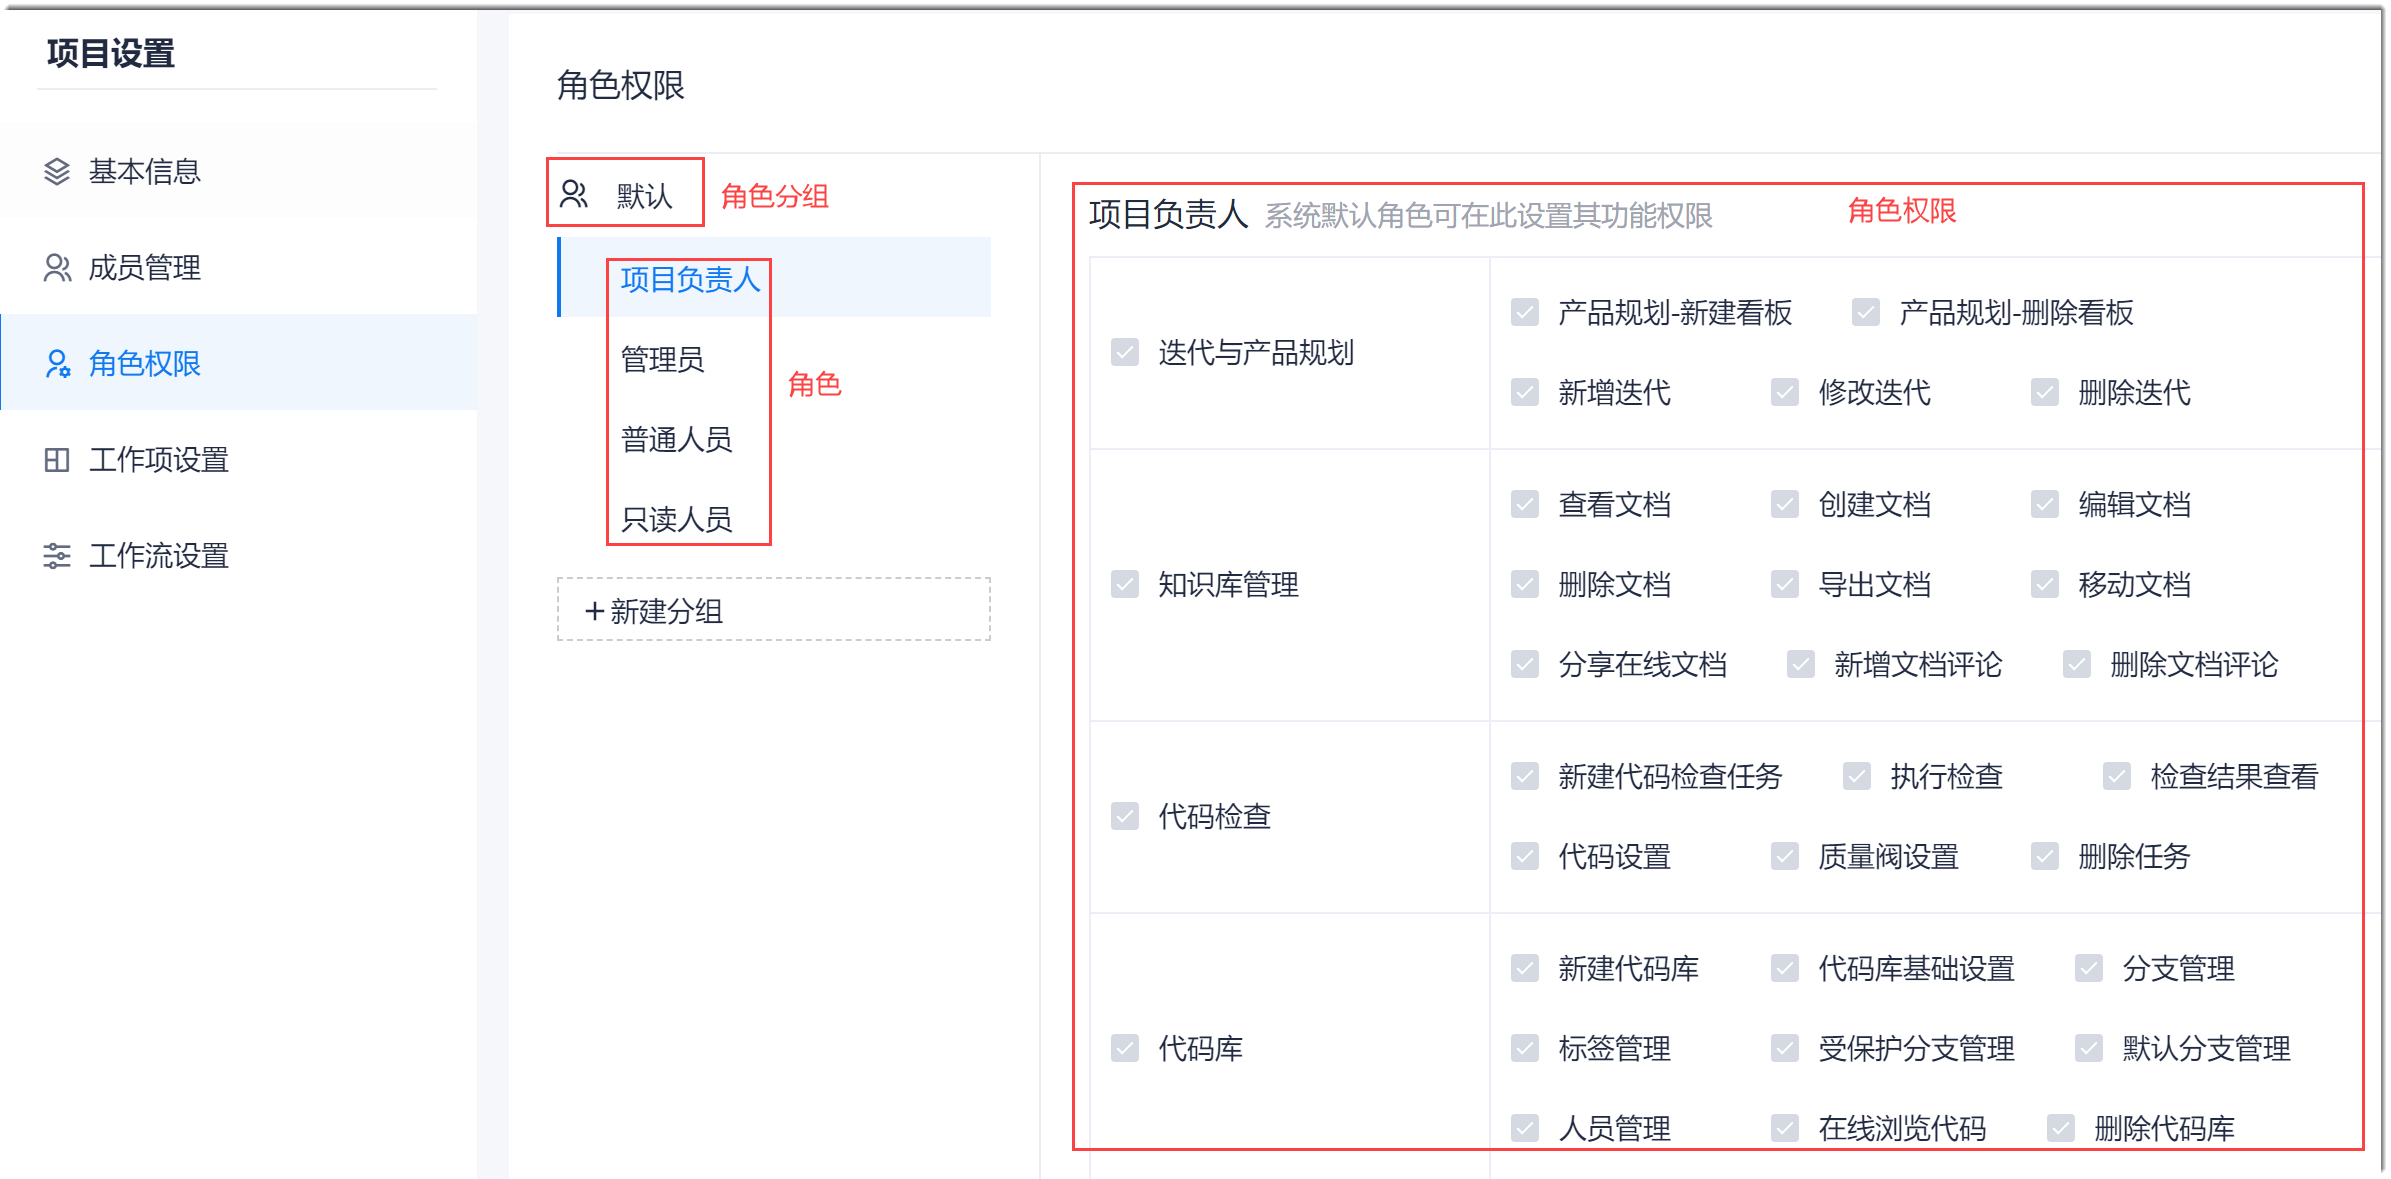 项目设置
基本信息
成员管理
角色权限
工作项设置
工作流设置
角色权限
默认 角色分组
项目负责人
管理员
角色
普通人员
只读人员
+ 新建分组
项目负责人 系统默认角色可在此设置其功能权限 角色权限
迭代与产品规划
产品规划-新建看板 产品规划-删除看板
新增迭代 修改迭代 删除迭代
知识库管理
查看文档 创建文档 编辑文档
删除文档 导出文档 移动文档
分享在线文档 新增文档评论 删除文档评论
代码检查
新建代码检查任务 执行检查 检查结果查看
代码设置 质量阀设置 删除任务
代码库
新建代码库 代码库基础设置 分支管理
标签管理 受保护分支管理 默认分支管理
人员管理 在线浏览代码 删除代码库